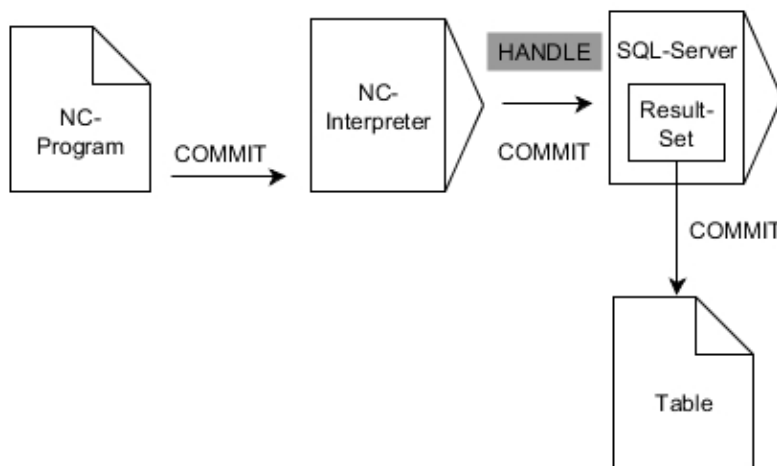 NC-
Program
COMMIT
NC-
Interpreter
HANDLE
COMMIT
SQL-Server
Result-
Set
COMMIT
Table